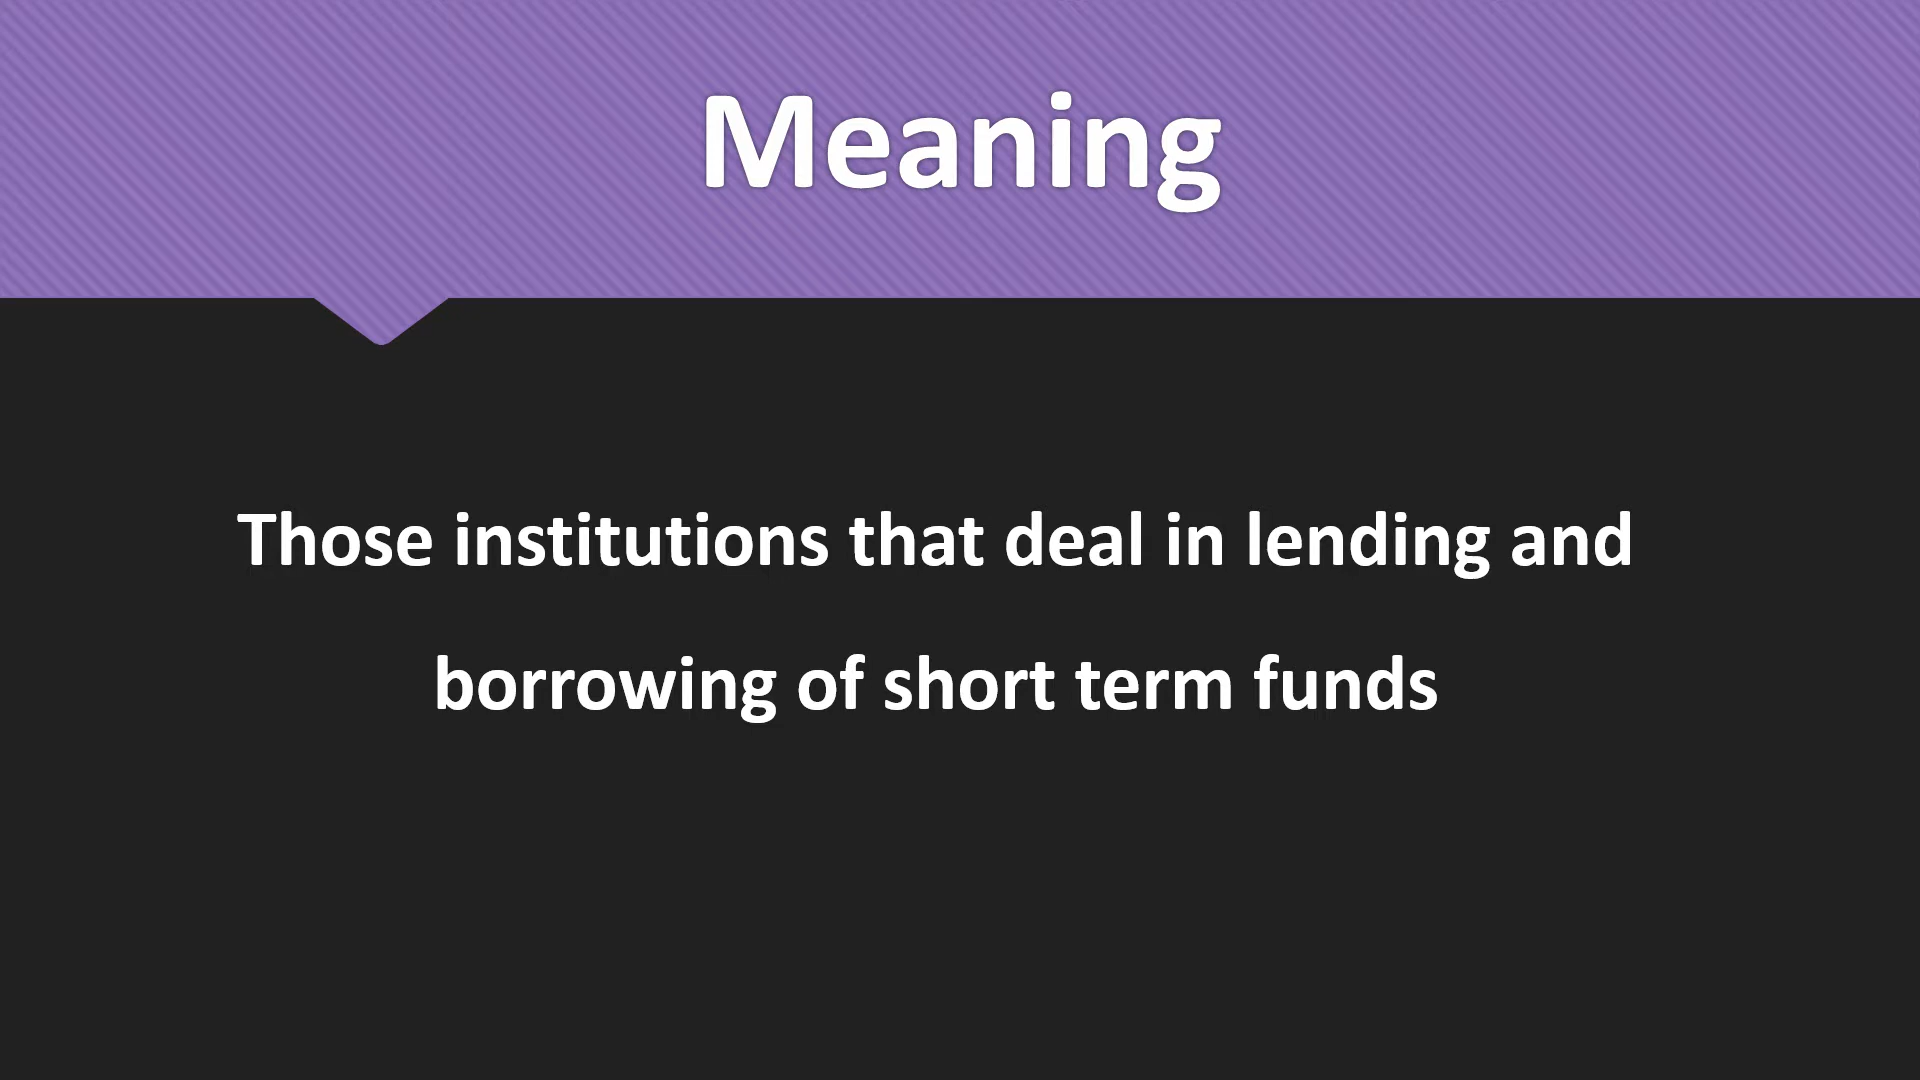 Meaning
Those institutions that deal in lending and
borrowing of short term funds